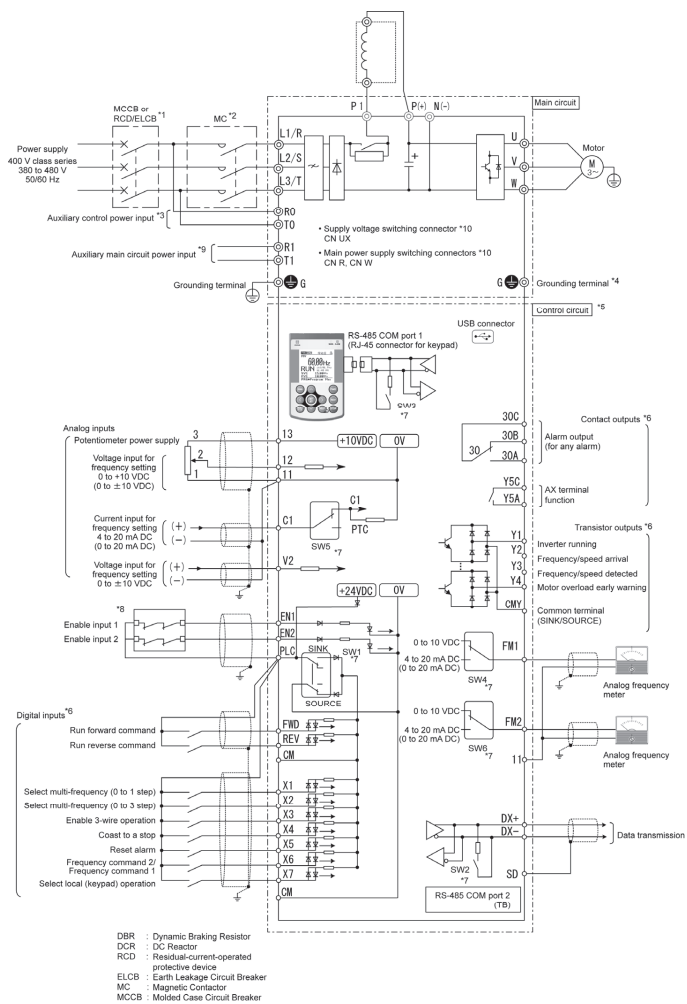 P1 P(+) N(-)
Main circuit
MCCB or
RCD/ELCB *1
MC *2
Power supply
400 V class series
380 to 480 V
50/60 Hz
L1/R
L2/S
L3/T
U
V
W
Motor
M
3~
Auxiliary control power input *3
R0
T0
Auxiliary main circuit power input *9
R1
T1
• Supply voltage switching connector *10
CN UX
• Main power supply switching connectors *10
CN R, CN W
Grounding terminal
G
G
Grounding terminal *4
Control circuit *5
RS-485 COM port 1
(RJ-45 connector for keypad)
USB connector
60.00Hz
RUN
SW3
*7
Analog inputs
Potentiometer power supply
3
2
1
13
12
11
+10VDC
0V
Voltage input for
frequency setting
0 to +10 VDC
(0 to ±10 VDC)
Current input for
frequency setting
4 to 20 mA DC
(0 to 20 mA DC)
(+)
(−)
C1
C1
PTC
SW5
*7
Voltage input for
frequency setting
0 to ±10 VDC
(+)
(−)
V2
+24VDC
0V
*8
Enable input 1
Enable input 2
EN1
EN2
PLC
SINK
SOURCE
SW1
*7
Digital inputs*6
Run forward command
Run reverse command
FWD
REV
CM
Select multi-frequency (0 to 1 step)
Select multi-frequency (0 to 3 step)
Enable 3-wire operation
Coast to a stop
Reset alarm
Frequency command 2/
Frequency command 1
Select local (keypad) operation
X1
X2
X3
X4
X5
X6
X7
CM
30C
30B
30A
30
Contact outputs *6
Alarm output
(for any alarm)
Y5C
Y5A
AX terminal
function
Transistor outputs *6
Y1
Y2
Y3
Y4
CMY
Inverter running
Frequency/speed arrival
Frequency/speed detected
Motor overload early warning
Common terminal
(SINK/SOURCE)
0 to 10 VDC
4 to 20 mA DC
(0 to 20 mA DC)
SW4
*7
FM1
Analog frequency
meter
0 to 10 VDC
4 to 20 mA DC
(0 to 20 mA DC)
SW6
*7
FM2
11
Analog frequency
meter
DX+
DX−
SD
Data transmission
SW2
*7
RS-485 COM port 2
(TB)
DBR : Dynamic Braking Resistor
DCR : DC Reactor
RCD : Residual-current-operated
protective device
ELCB : Earth Leakage Circuit Breaker
MC : Magnetic Contactor
MCCB : Molded Case Circuit Breaker